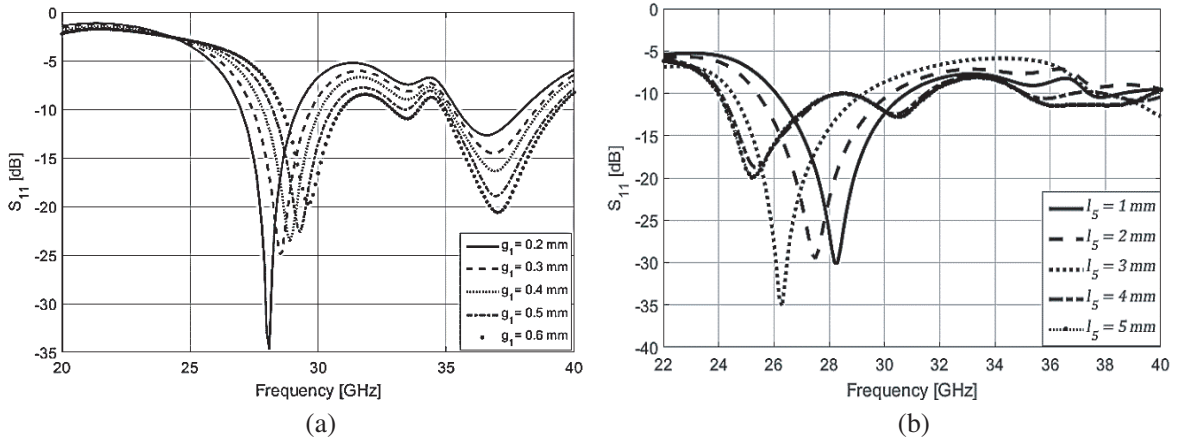 0
-5
-10
-15
-20
-25
-30
-35
S11 [dB]
20
25
30
35
40
Frequency [GHz]
g1 = 0.2 mm
g1 = 0.3 mm
g1 = 0.4 mm
g1 = 0.5 mm
g1 = 0.6 mm
(a)
0
-5
-10
-15
-20
-25
-30
-35
-40
S11 [dB]
22
24
26
28
30
32
34
36
38
40
Frequency [GHz]
l5 = 1 mm
l5 = 2 mm
l5 = 3 mm
l5 = 4 mm
l5 = 5 mm
(b)